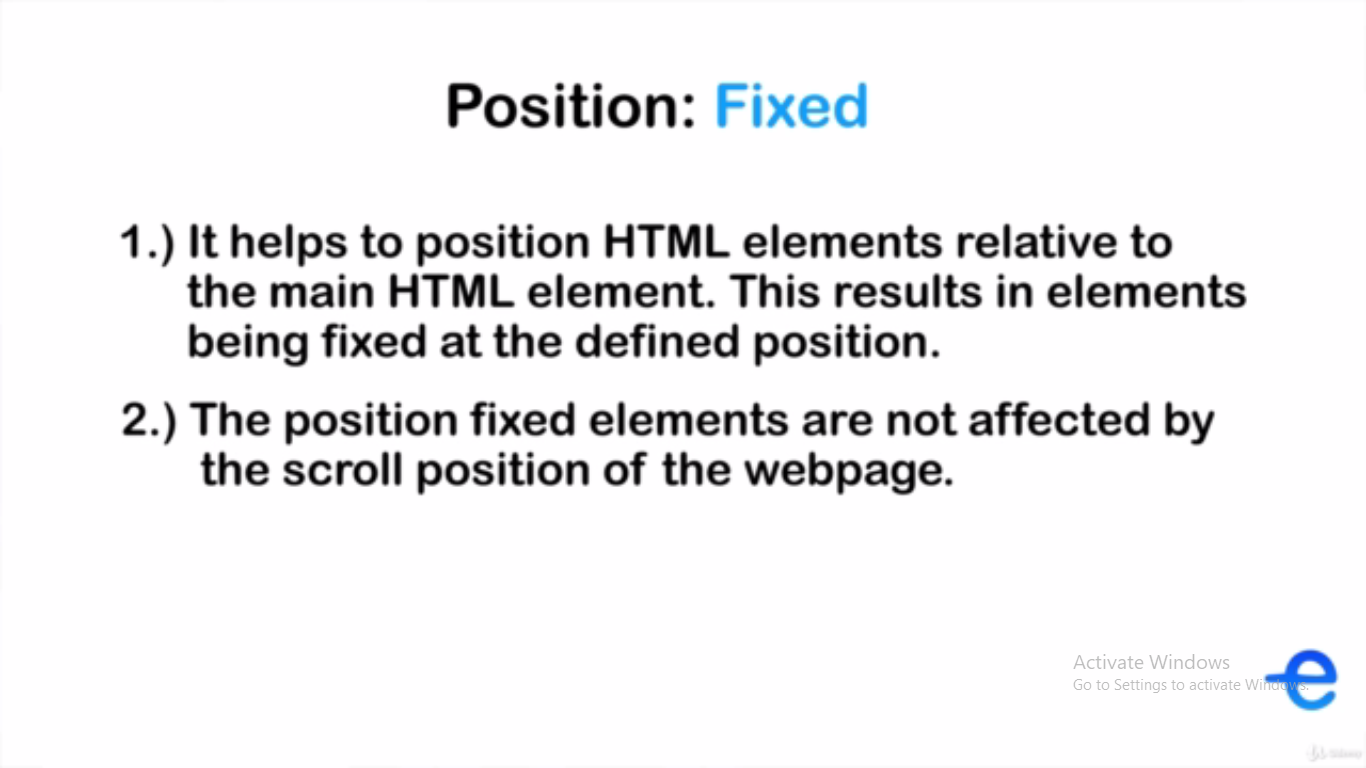 Position: Fixed
1.) It helps to position HTML elements relative to
the main HTML element. This results in elements
being fixed at the defined position.
2.) The position fixed elements are not affected by
the scroll position of the webpage.
Activate Windows
Go to Settings to activate Windows.
e
Udemy